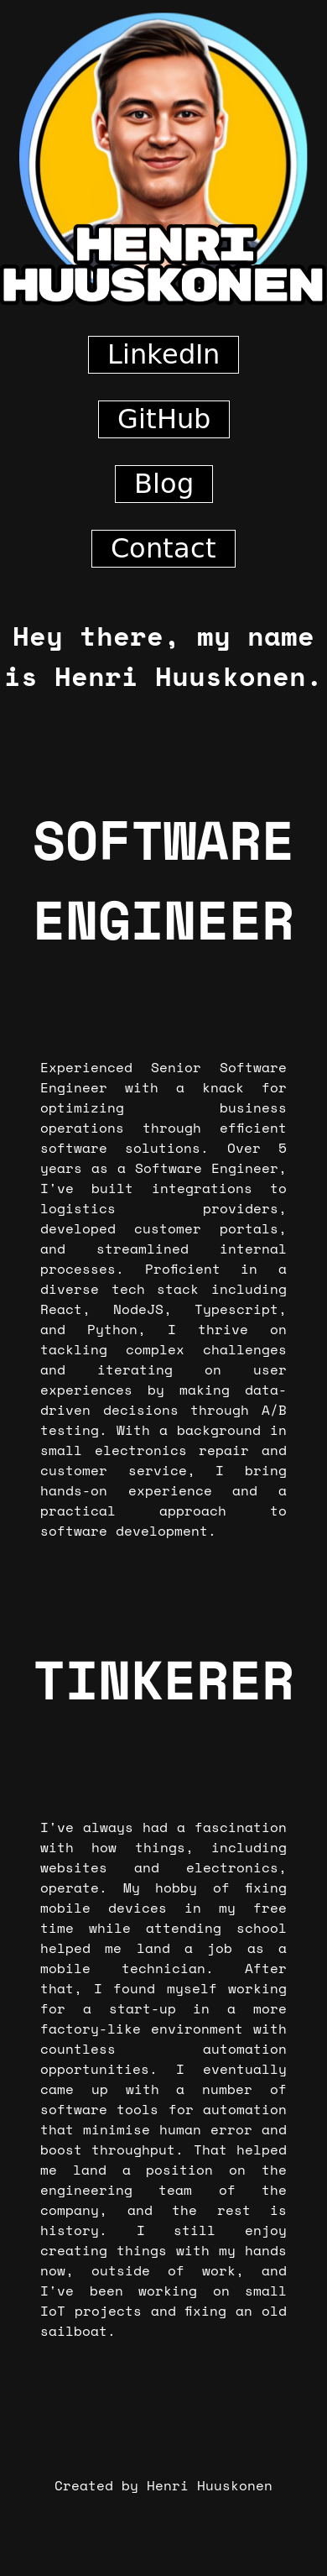 HENRI
HUUSKONEN
LinkedIn
GitHub
Blog
Contact
Hey there, my name
is Henri Huuskonen.
SOFTWARE
ENGINEER
Experienced Senior Software
Engineer with a knack for
optimizing business
operations through efficient
software solutions. Over 5
years as a Software Engineer,
I've built integrations to
logistics providers,
developed customer portals,
and streamlined internal
processes. Proficient in a
diverse tech stack including
React, NodeJS, Typescript,
and Python, I thrive on
tackling complex challenges
and iterating on user
experiences by making data-
driven decisions through A/B
testing. With a background in
small electronics repair and
customer service, I bring
hands-on experience and a
practical approach to
software development.
TINKERER
I've always had a fascination
with how things, including
websites and electronics,
operate. My hobby of fixing
mobile devices in my free
time while attending school
helped me land a job as a
mobile technician. After
that, I found myself working
for a start-up in a more
factory-like environment with
countless automation
opportunities. I eventually
came up with a number of
software tools for automation
that minimise human error and
boost throughput. That helped
me land a position on the
engineering team of the
company, and the rest is
history. I still enjoy
creating things with my hands
now, outside of work, and
I've been working on small
IoT projects and fixing an old
sailboat.
Created by Henri Huuskonen